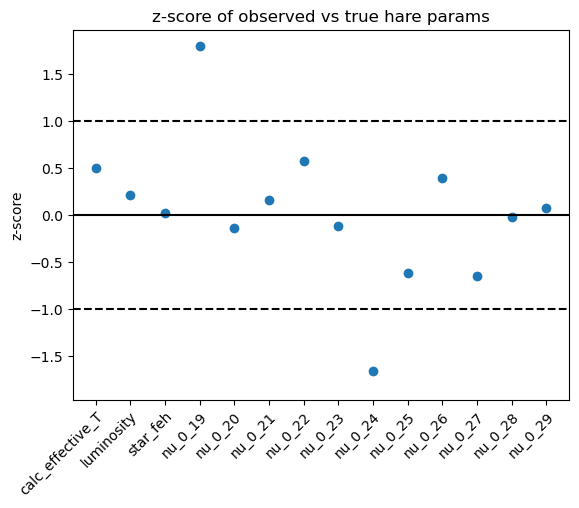 z-score of observed vs true hare params
z-score
1.5
1.0
0.5
0.0
−0.5
−1.0
−1.5
calc_effective_T
luminosity
star_feh
nu_0_19
nu_0_20
nu_0_21
nu_0_22
nu_0_23
nu_0_24
nu_0_25
nu_0_26
nu_0_27
nu_0_28
nu_0_29